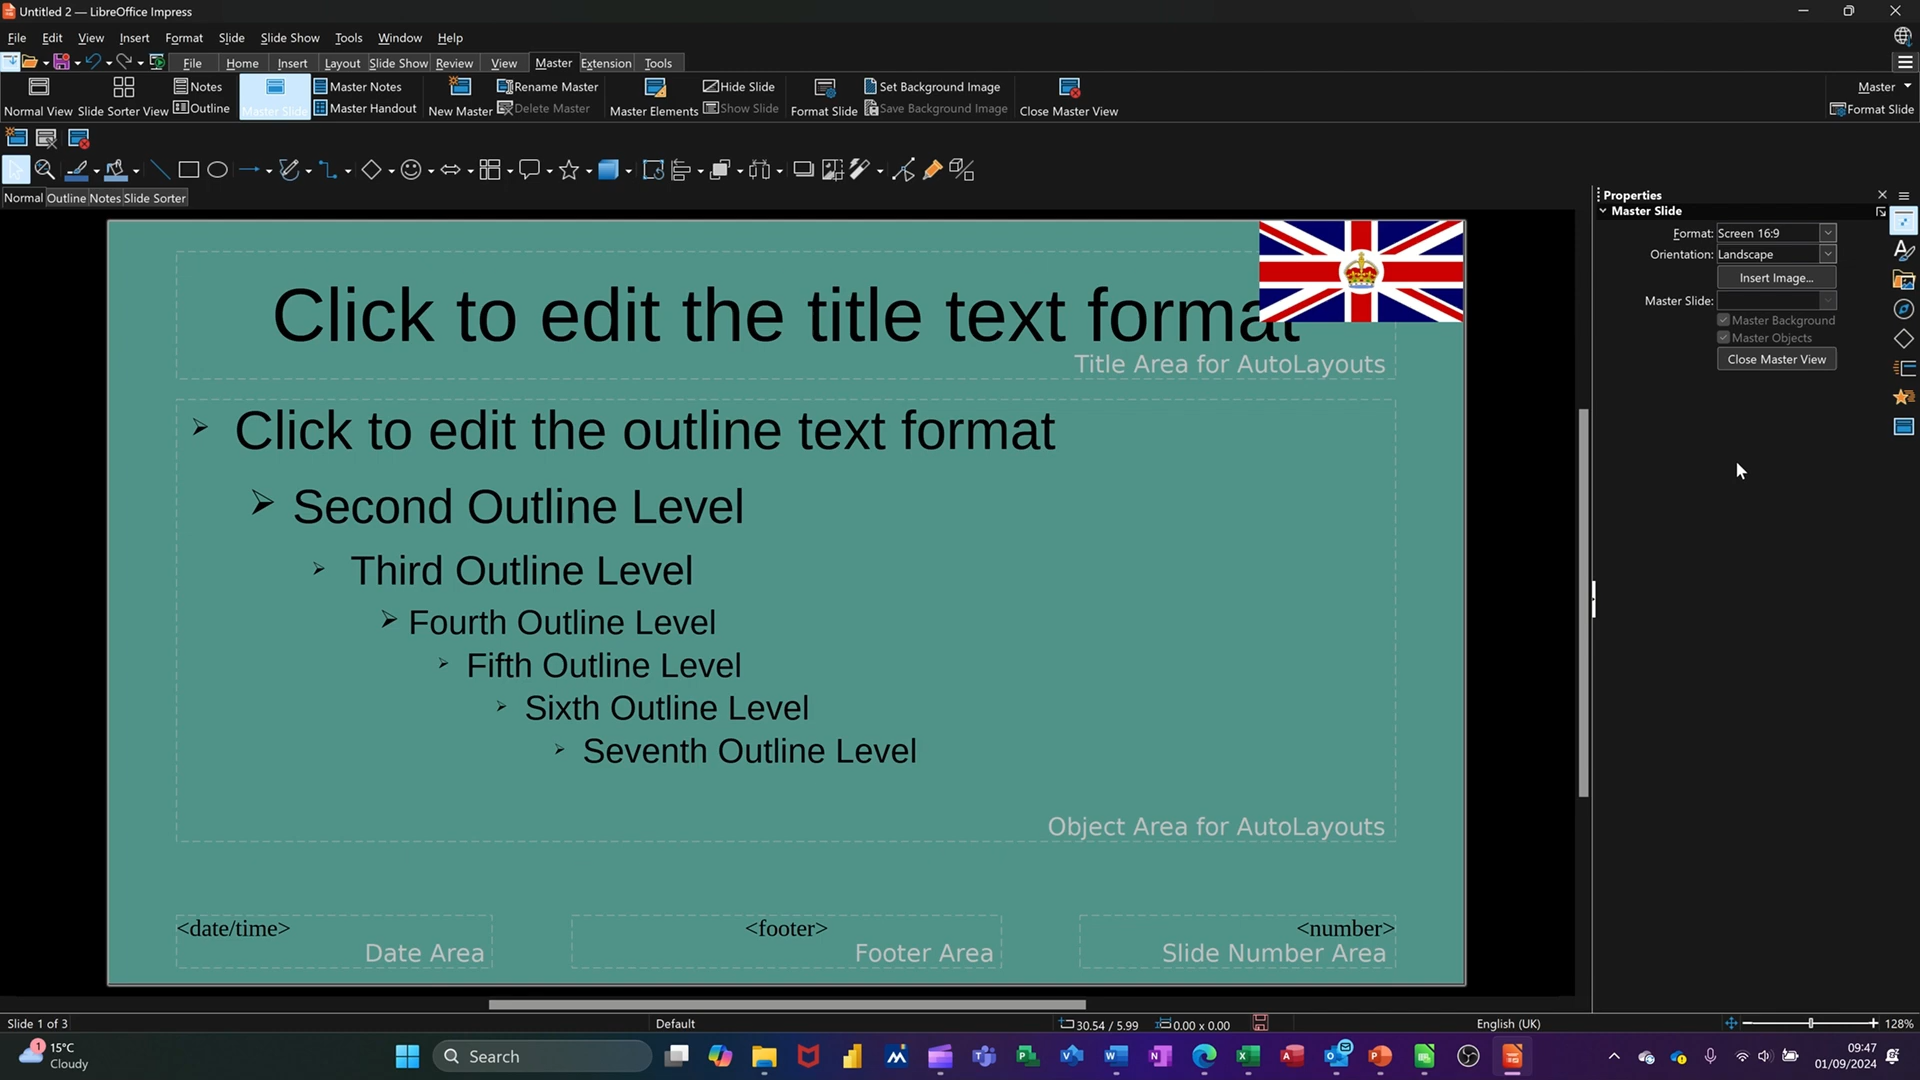 Untitled 2 — LibreOffice Impress
File Edit View Insert Format Slide Slide Show Tools Window Help
File Home Insert Layout Slide Show Review View Master Extension Tools
Normal View Slide Sorter View Notes Outline Master Slide Master Notes Master Handout New Master Rename Master Delete Master Master Elements Hide Slide Show Slide Format Slide Set Background Image Save Background Image Close Master View Master Format Slide
Normal Outline Notes Slide Sorter
Properties
Master Slide
Format: Screen 16:9
Orientation: Landscape
Insert Image...
Master Slide:
Master Background
Master Objects
Close Master View
Click to edit the title text format
Title Area for AutoLayouts
Click to edit the outline text format
Second Outline Level
Third Outline Level
Fourth Outline Level
Fifth Outline Level
Sixth Outline Level
Seventh Outline Level
Object Area for AutoLayouts
<date/time> <footer> <number>
Date Area Footer Area Slide Number Area
Slide 1 of 3 Default 30.54 / 5.99 0.00 x 0.00 English (UK) 128%
1 15°C
Cloudy
Search
09:47
01/09/2024